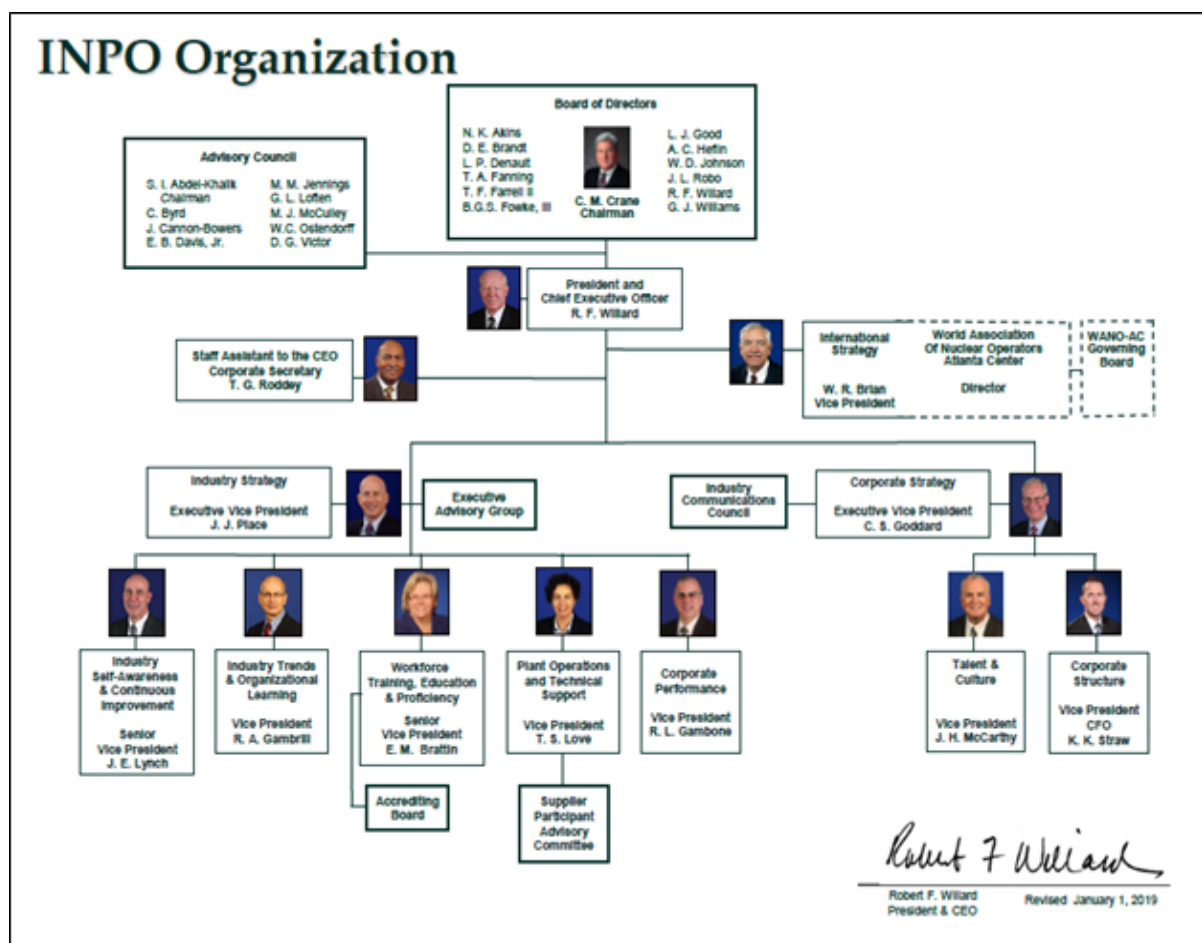 INPO Organization
Board of Directors
N. K. Akins
D. E. Brandt
L. P. Denault
T. A. Fanning
T. F. Farrell II
B.G.S. Fowke, III
C. M. Crane
Chairman
L. J. Good
A. C. Heflin
W. D. Johnson
J. L. Robo
R. F. Willard
G. J. Williams
Advisory Council
S. I. Abdel-Khalik
Chairman
C. Byrd
J. Cannon-Bowers
E. B. Davis, Jr.
M. M. Jennings
G. L. Loften
M. J. McCulley
W.C. Ostendorff
D. G. Victor
President and
Chief Executive Officer
R. F. Willard
Staff Assistant to the CEO
Corporate Secretary
T. G. Roddey
International
Strategy
W. R. Brian
Vice President
World Association
Of Nuclear Operators
Atlanta Center
Director
WANO-AC
Governing
Board
Industry Strategy
Executive Vice President
J. J. Place
Executive
Advisory Group
Industry
Communications
Council
Corporate Strategy
Executive Vice President
C. S. Goddard
Industry
Self-Awareness
& Continuous
Improvement
Senior
Vice President
J. E. Lynch
Industry Trends
& Organizational
Learning
Vice President
R. A. Gambrill
Workforce
Training, Education
& Proficiency
Senior
Vice President
E. M. Brattin
Accrediting
Board
Plant Operations
and Technical
Support
Vice President
T. S. Love
Supplier
Participant
Advisory
Committee
Corporate
Performance
Vice President
R. L. Gambone
Talent &
Culture
Vice President
J. H. McCarthy
Corporate
Structure
Vice President
CFO
K. K. Straw
Robert F Willard
Robert F. Willard
President & CEO
Revised January 1, 2019